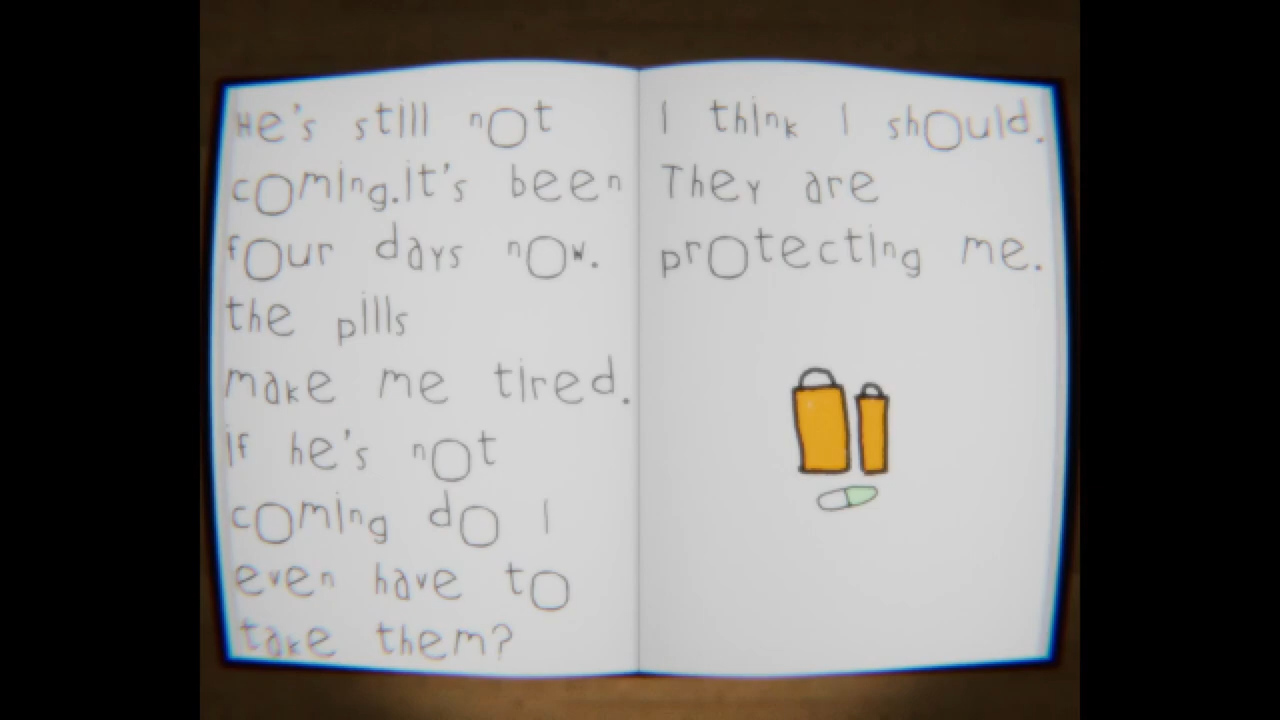 He's still not
coming.It's been
four days now.
the pills
make me tired.
If he's not
coming do I
even have to
take them?
I think I should.
They are
protecting me.